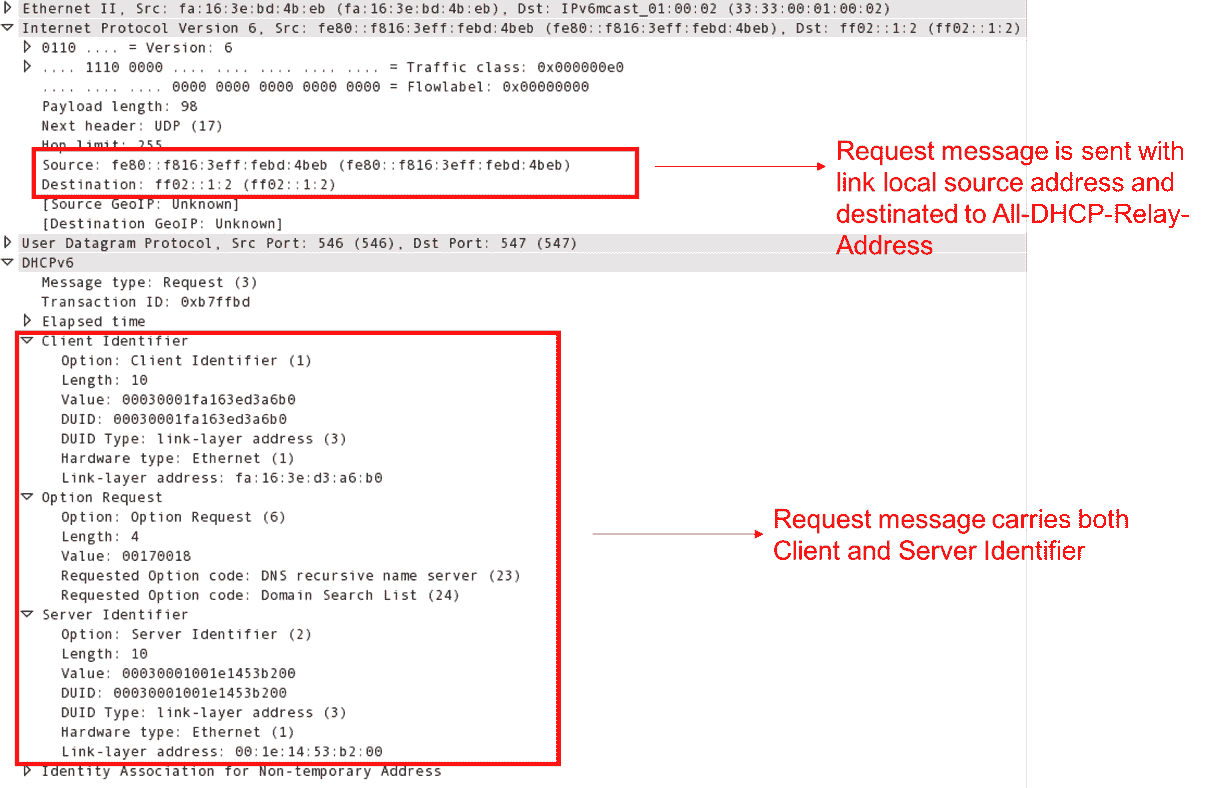 Ethernet II, Src: fa:16:3e:bd:4b:eb (fa:16:3e:bd:4b:eb), Dst: IPv6mcast_01:00:02 (33:33:00:01:00:02)
Internet Protocol Version 6, Src: fe80::f816:3eff:febd:4beb (fe80::f816:3eff:febd:4beb), Dst: ff02::1:2 (ff02::1:2)
0110 .... = Version: 6
.... 1110 0000 .... .... .... .... .... = Traffic class: 0x000000e0
.... .... .... 0000 0000 0000 0000 0000 = Flowlabel: 0x00000000
Payload length: 98
Next header: UDP (17)
Hop limit: 255
Source: fe80::f816:3eff:febd:4beb (fe80::f816:3eff:febd:4beb)
Destination: ff02::1:2 (ff02::1:2)
[Source GeoIP: Unknown]
[Destination GeoIP: Unknown]
Request message is sent with
link local source address and
destinated to All-DHCP-Relay-
Address
User Datagram Protocol, Src Port: 546 (546), Dst Port: 547 (547)
DHCPv6
Message type: Request (3)
Transaction ID: 0xb7ffbd
Elapsed time
Client Identifier
Option: Client Identifier (1)
Length: 10
Value: 00030001fa163ed3a6b0
DUID: 00030001fa163ed3a6b0
DUID Type: link-layer address (3)
Hardware type: Ethernet (1)
Link-layer address: fa:16:3e:d3:a6:b0
Option Request
Option: Option Request (6)
Length: 4
Value: 00170018
Requested Option code: DNS recursive name server (23)
Requested Option code: Domain Search List (24)
Request message carries both
Client and Server Identifier
Server Identifier
Option: Server Identifier (2)
Length: 10
Value: 00030001001e1453b200
DUID: 00030001001e1453b200
DUID Type: link-layer address (3)
Hardware type: Ethernet (1)
Link-layer address: 00:1e:14:53:b2:00
Identity Association for Non-temporary Address